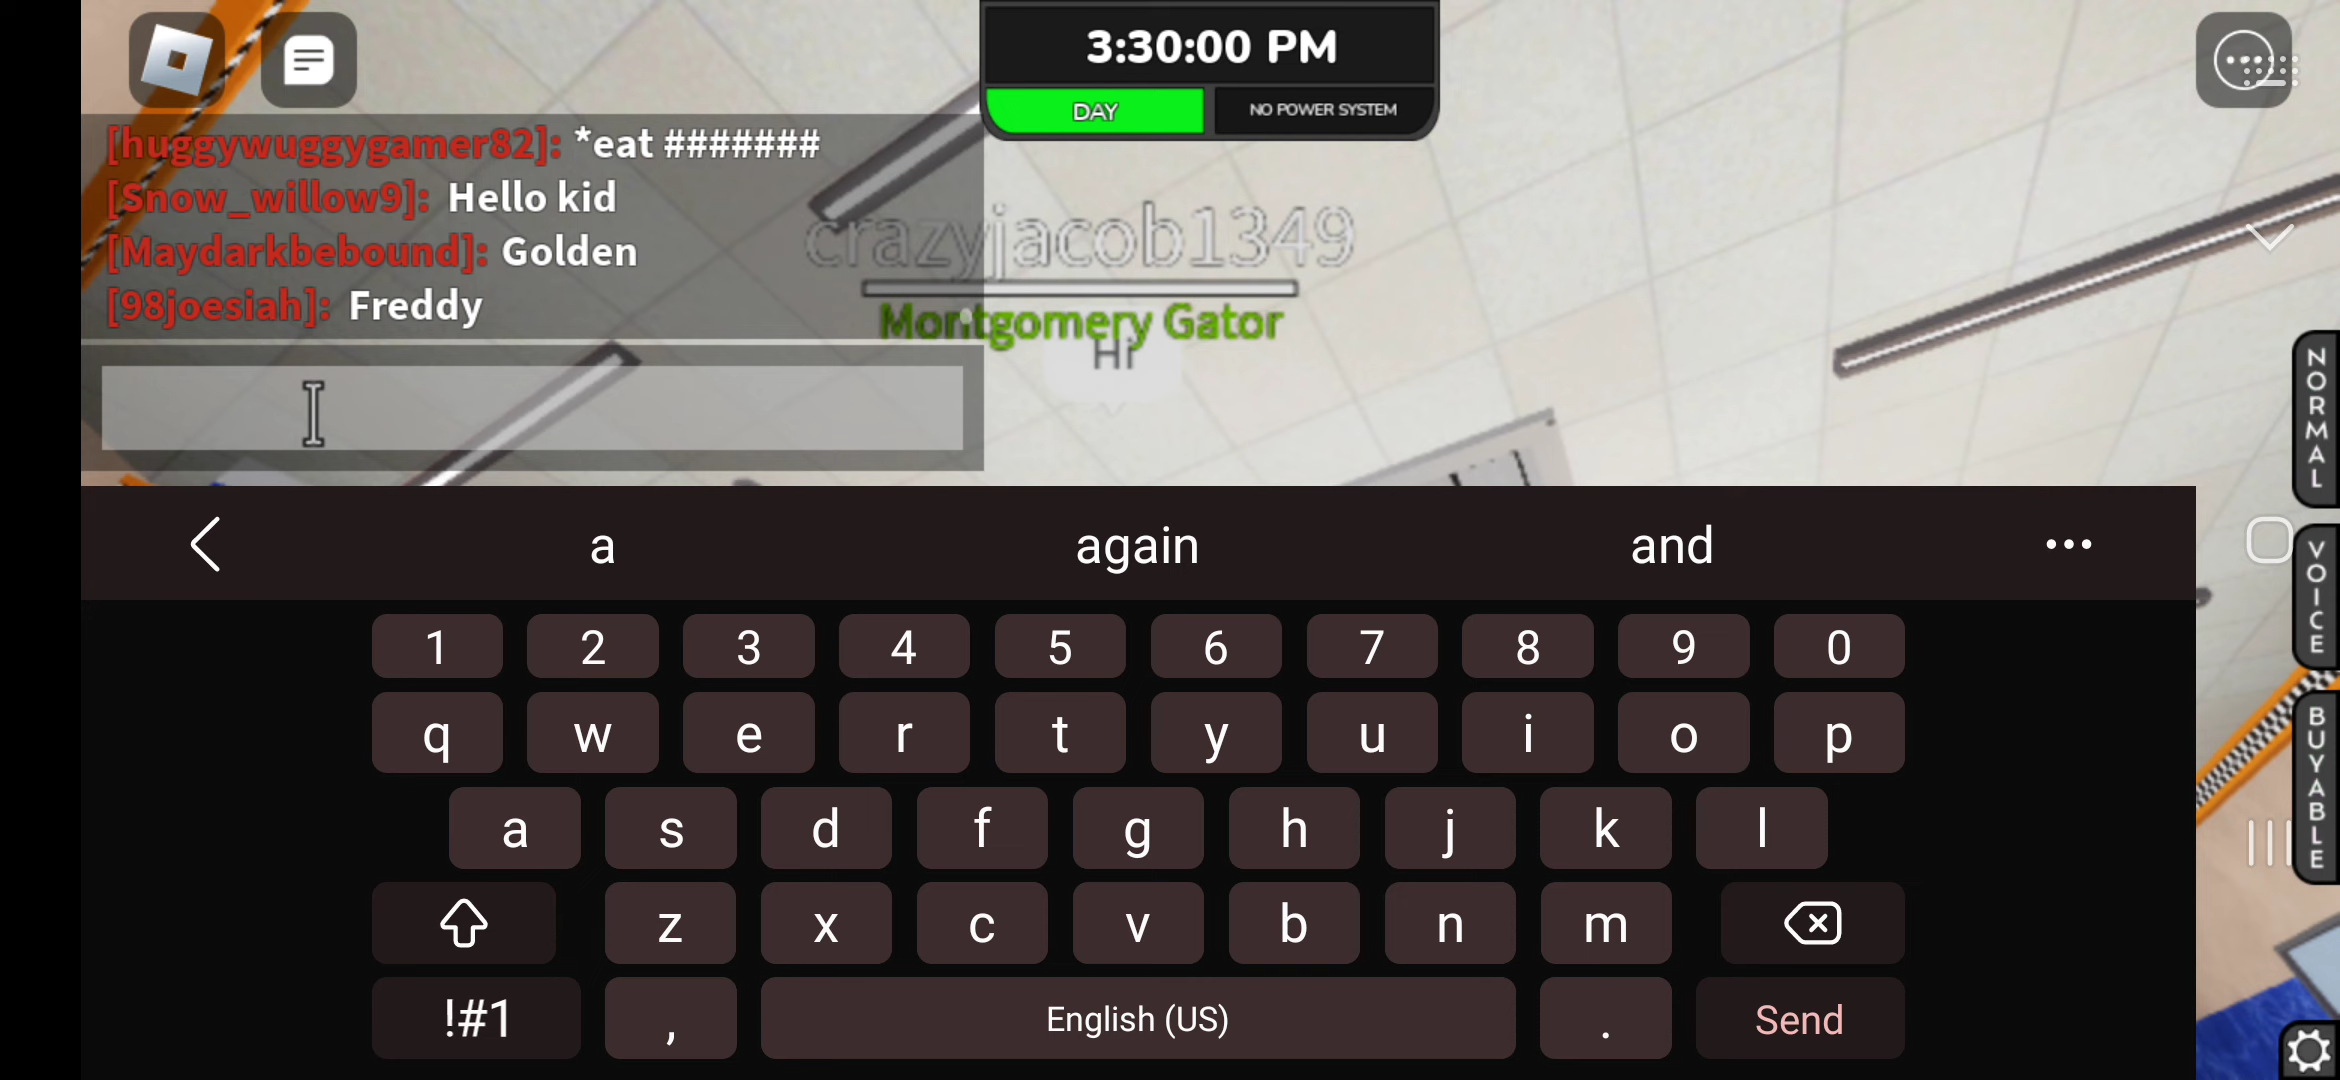 3:30:00 PM
DAY
NO POWER SYSTEM
[huggywuggygamer82]: *eat #######
[Snow_willow9]: Hello kid
[Maydarkbebound]: Golden
[98joesiah]: Freddy
crazyjacob1349
Montgomery Gator
Hi
NORMAL
VOICE
BUYABLE
a again and
1 2 3 4 5 6 7 8 9 0
q w e r t y u i o p
a s d f g h j k l
z x c v b n m
!#1 , English (US) . Send